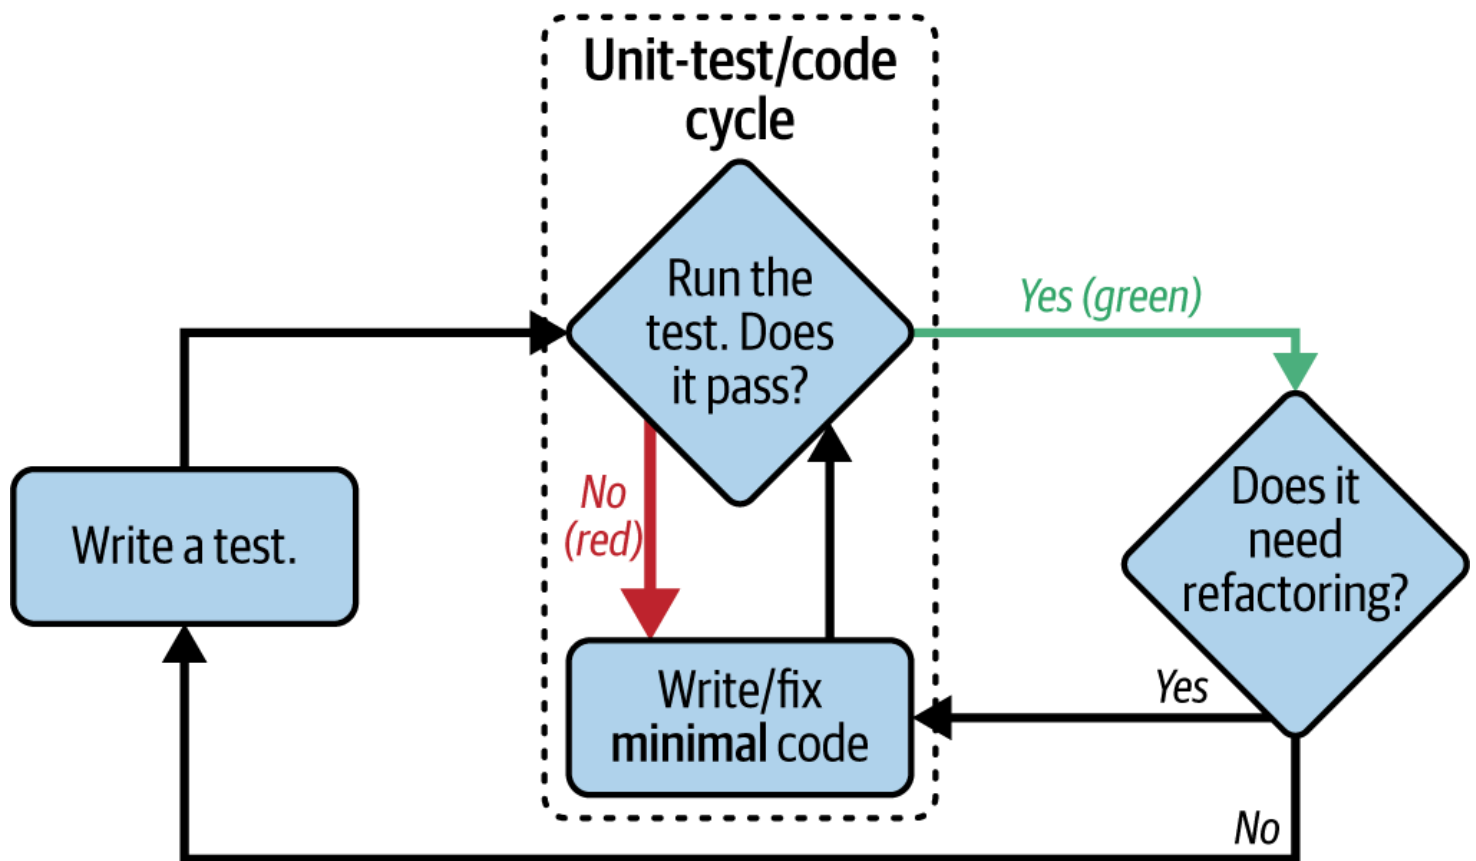 Unit-test/code
cycle
Run the
test. Does
it pass?
Yes (green)
No
(red)
Write a test.
Does it
need
refactoring?
Write/fix
minimal code
Yes
No